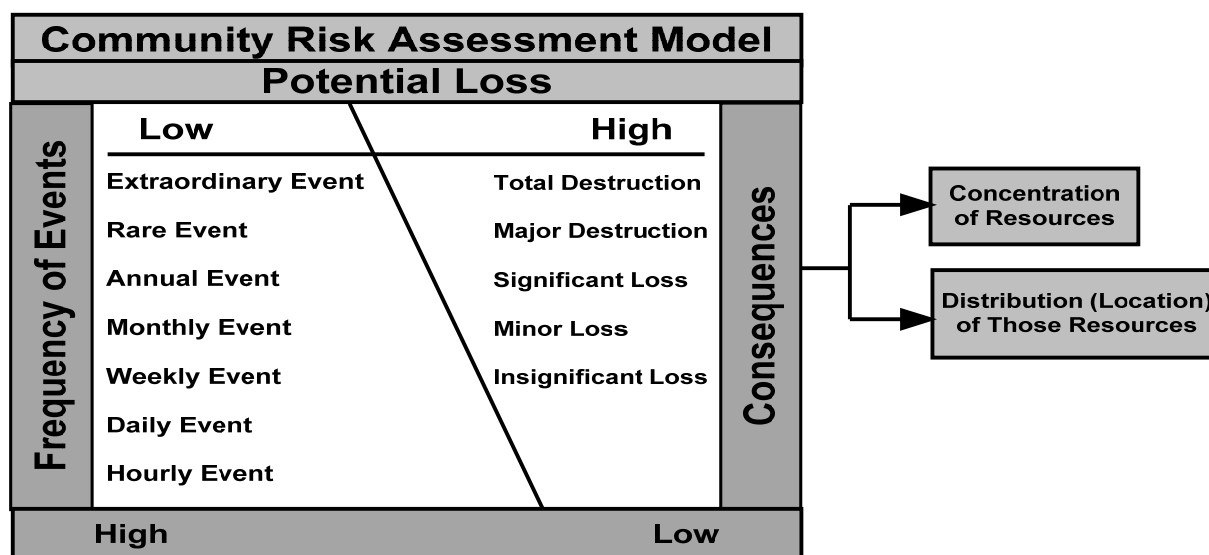 Community Risk Assessment Model
Potential Loss
Frequency of Events
Low
Extraordinary Event
Rare Event
Annual Event
Monthly Event
Weekly Event
Daily Event
Hourly Event
High
High
Total Destruction
Major Destruction
Significant Loss
Minor Loss
Insignificant Loss
Low
Consequences
Concentration
of Resources
Distribution (Location)
of Those Resources